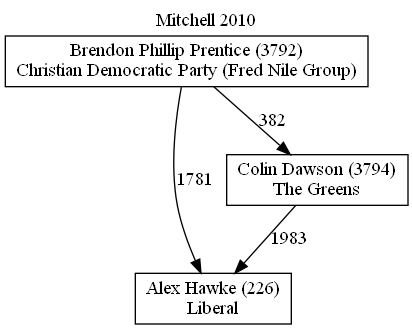 Mitchell 2010
Brendon Phillip Prentice (3792)
Christian Democratic Party (Fred Nile Group)
382
1781
Colin Dawson (3794)
The Greens
1983
Alex Hawke (226)
Liberal